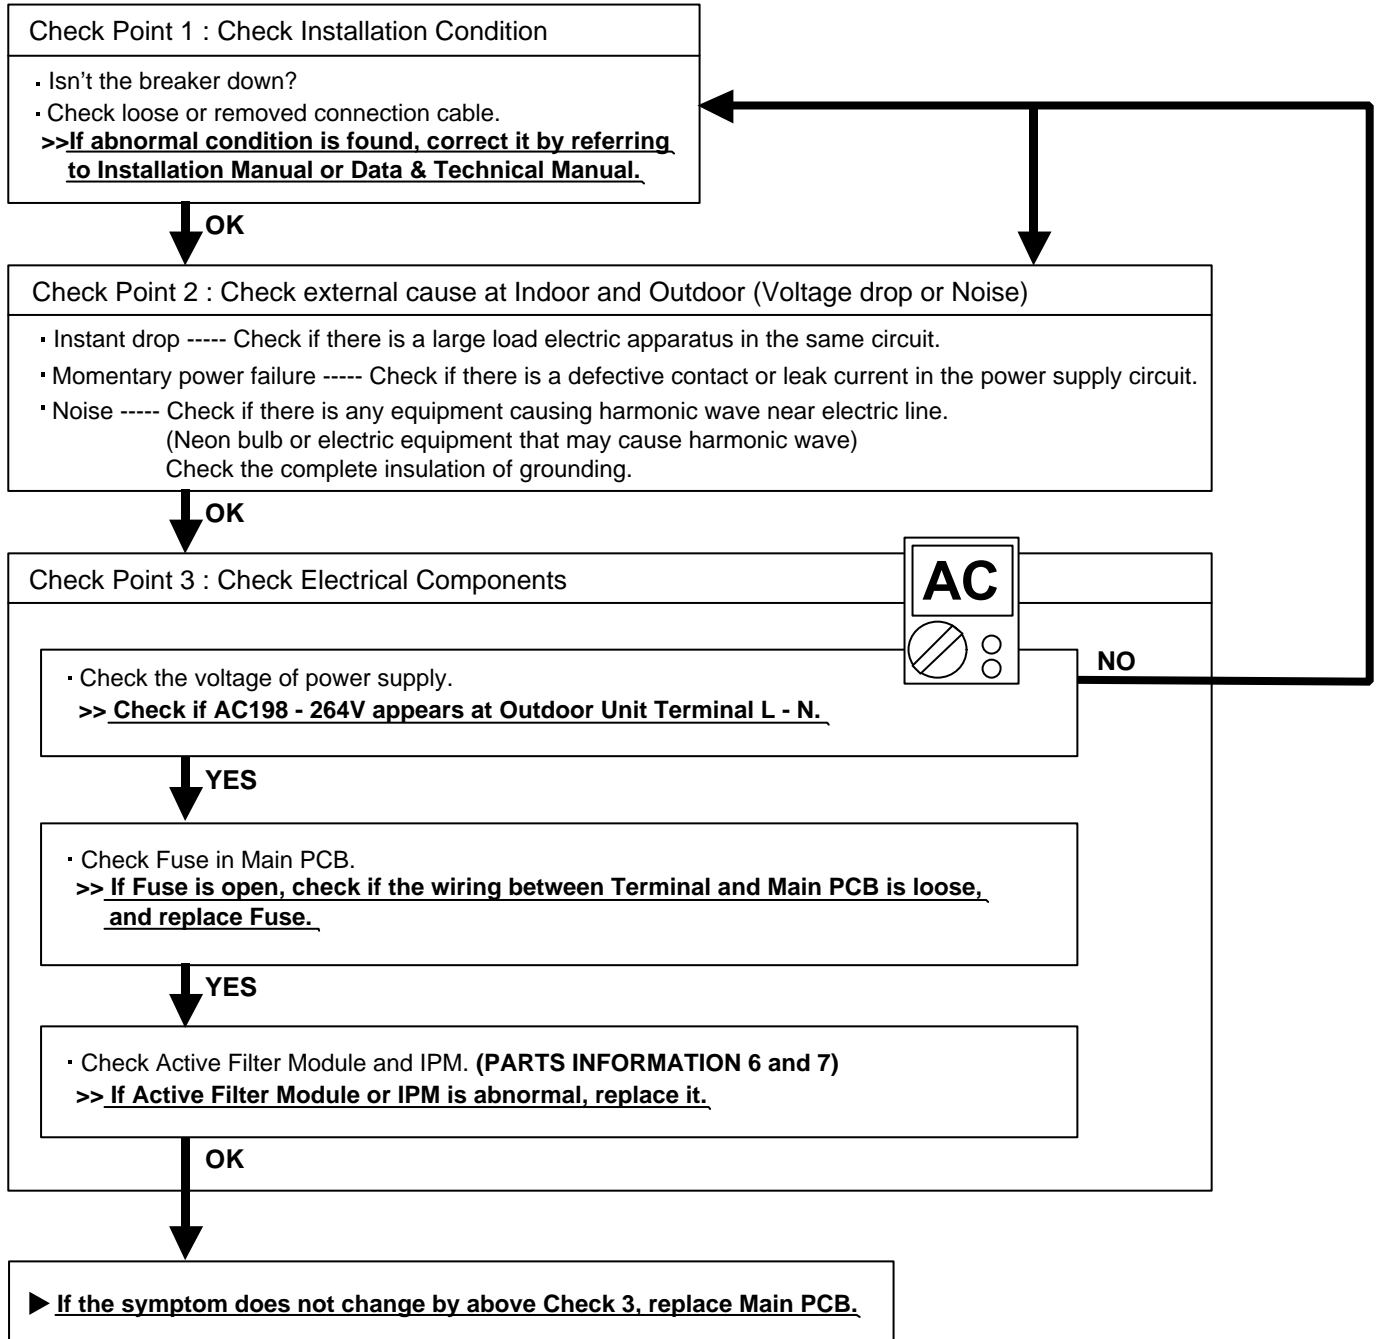 Check Point 1 : Check Installation Condition
· Isn't the breaker down?
· Check loose or removed connection cable.
>>If abnormal condition is found, correct it by referring
to Installation Manual or Data & Technical Manual.
OK
Check Point 2 : Check external cause at Indoor and Outdoor (Voltage drop or Noise)
· Instant drop ----- Check if there is a large load electric apparatus in the same circuit.
· Momentary power failure ----- Check if there is a defective contact or leak current in the power supply circuit.
· Noise ----- Check if there is any equipment causing harmonic wave near electric line.
(Neon bulb or electric equipment that may cause harmonic wave)
Check the complete insulation of grounding.
OK
Check Point 3 : Check Electrical Components
AC
· Check the voltage of power supply.
>> Check if AC198 - 264V appears at Outdoor Unit Terminal L - N.
NO
YES
· Check Fuse in Main PCB.
>> If Fuse is open, check if the wiring between Terminal and Main PCB is loose,
and replace Fuse.
YES
· Check Active Filter Module and IPM. (PARTS INFORMATION 6 and 7)
>> If Active Filter Module or IPM is abnormal, replace it.
OK
▶ If the symptom does not change by above Check 3, replace Main PCB.